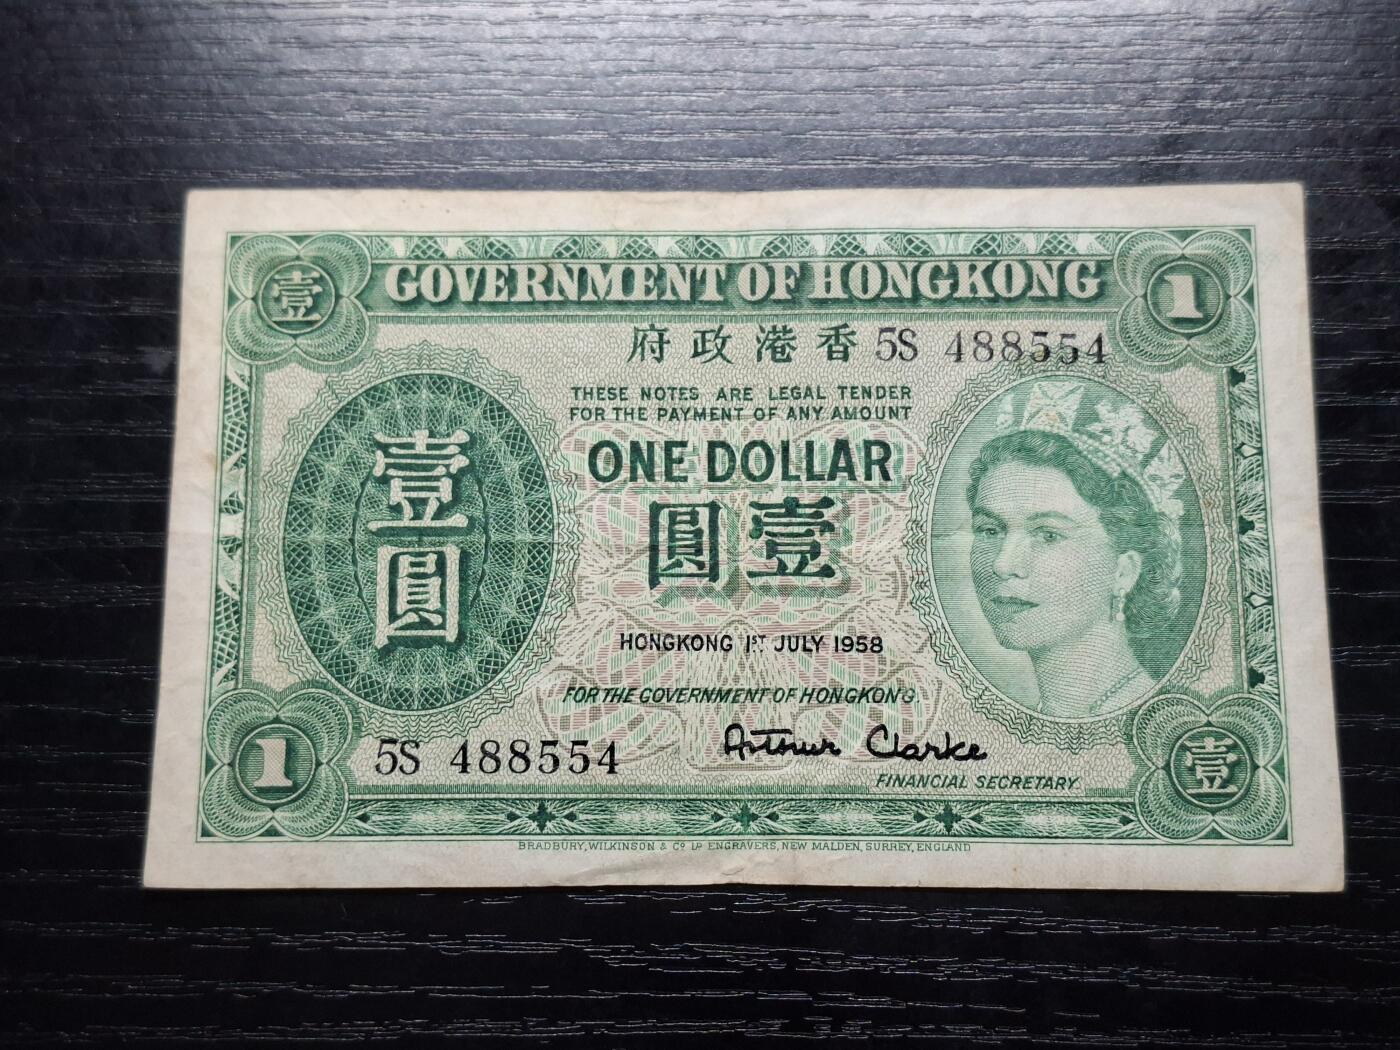 壹
GOVERNMENT OF HONGKONG
1
府政港香 5S 488554
THESE NOTES ARE LEGAL TENDER
FOR THE PAYMENT OF ANY AMOUNT
ONE DOLLAR
圓壹
壹圓
HONGKONG 1ST JULY 1958
FOR THE GOVERNMENT OF HONGKONG.
Arthur Clarke
FINANCIAL SECRETARY.
5S 488554
1
壹
BRADBURY, WILKINSON & Co Ld ENGRAVERS, NEW MALDEN, SURREY, ENGLAND